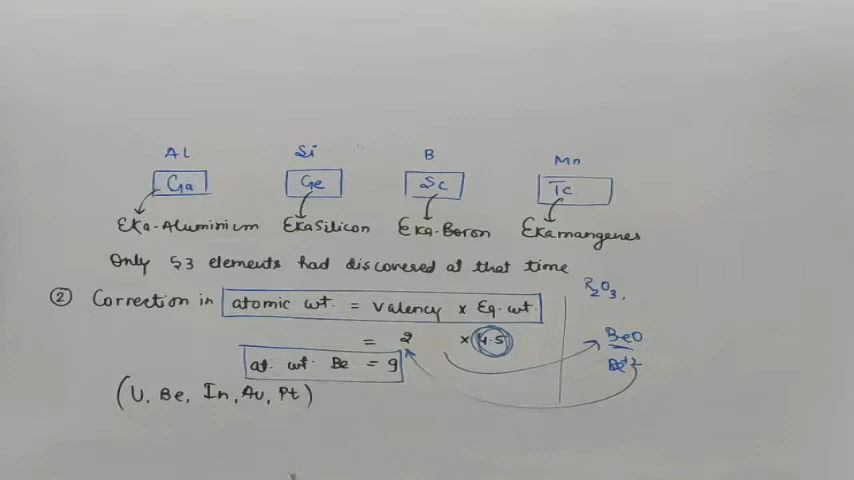 Al Si B Mn
Ga Ge Sc Tc
Eka-Aluminium EkaSilicon Eka-Boron Ekamanganes
Only 53 elements had discovered at that time
② Correction in atomic wt. = Valency × Eq. wt. R2O3.
= 2 × 4.5 BeO
at. wt. Be = 9 Be+2
(U, Be, In, Au, Pt)